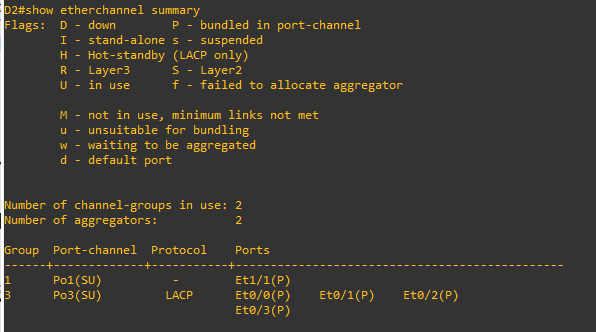 D2#show etherchannel summary
Flags:  D - down        P - bundled in port-channel
        I - stand-alone s - suspended
        H - Hot-standby (LACP only)
        R - Layer3      S - Layer2
        U - in use      f - failed to allocate aggregator

        M - not in use, minimum links not met
        u - unsuitable for bundling
        w - waiting to be aggregated
        d - default port

Number of channel-groups in use: 2
Number of aggregators:           2

Group  Port-channel  Protocol    Ports
------+-------------+-----------+-----------------------------------------------
1      Po1(SU)          -        Et1/1(P)
3      Po3(SU)         LACP      Et0/0(P)    Et0/1(P)    Et0/2(P)
                                 Et0/3(P)